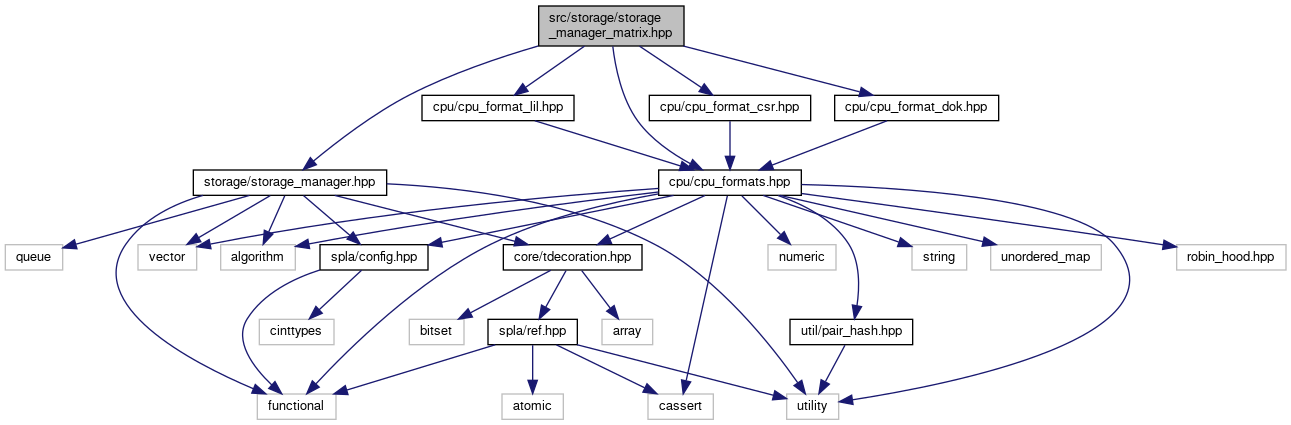 src/storage/storage
_manager_matrix.hpp
cpu/cpu_format_lil.hpp
cpu/cpu_format_csr.hpp
cpu/cpu_format_dok.hpp
storage/storage_manager.hpp
cpu/cpu_formats.hpp
queue
vector
algorithm
spla/config.hpp
core/tdecoration.hpp
numeric
string
unordered_map
robin_hood.hpp
cinttypes
bitset
spla/ref.hpp
array
util/pair_hash.hpp
functional
atomic
cassert
utility